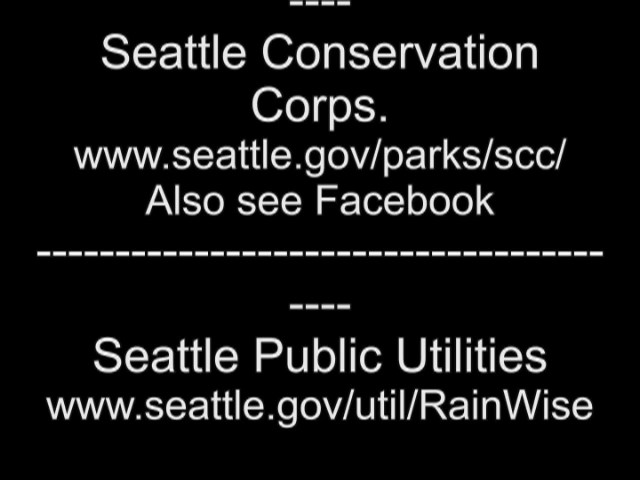 ----
Seattle Conservation
Corps.
www.seattle.gov/parks/scc/
Also see Facebook
------------------------------------
----
Seattle Public Utilities
www.seattle.gov/util/RainWise